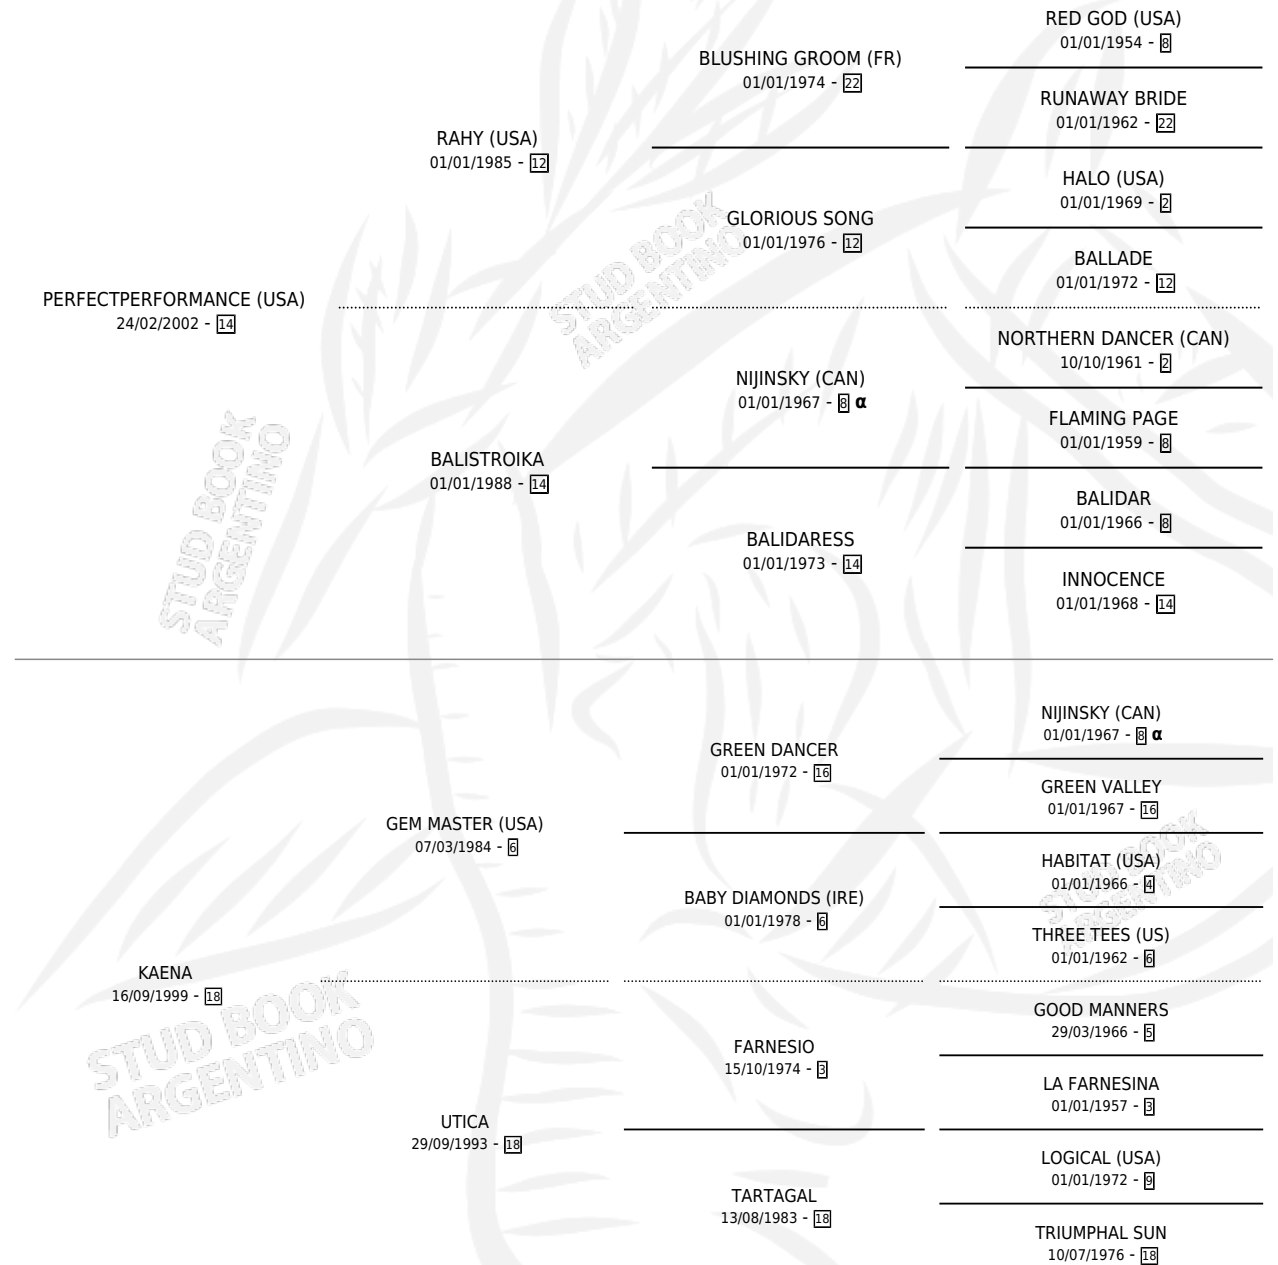 RED GOD (USA)
01/01/1954 - 8
BLUSHING GROOM (FR)
01/01/1974 - 22
RUNAWAY BRIDE
01/01/1962 - 22
RAHY (USA)
01/01/1985 - 12
HALO (USA)
01/01/1969 - 2
GLORIOUS SONG
01/01/1976 - 12
BALLADE
01/01/1972 - 12
PERFECTPERFORMANCE (USA)
24/02/2002 - 14
NORTHERN DANCER (CAN)
10/10/1961 - 2
NIJINSKY (CAN)
01/01/1967 - 8 α
FLAMING PAGE
01/01/1959 - 8
BALISTROIKA
01/01/1988 - 14
BALIDAR
01/01/1966 - 8
BALIDARESS
01/01/1973 - 14
INNOCENCE
01/01/1968 - 14
NIJINSKY (CAN)
01/01/1967 - 8 α
GREEN DANCER
01/01/1972 - 16
GREEN VALLEY
01/01/1967 - 16
GEM MASTER (USA)
07/03/1984 - 6
HABITAT (USA)
01/01/1966 - 4
BABY DIAMONDS (IRE)
01/01/1978 - 6
THREE TEES (US)
01/01/1962 - 6
KAENA
16/09/1999 - 18
GOOD MANNERS
29/03/1966 - 5
FARNESIO
15/10/1974 - 3
LA FARNESINA
01/01/1957 - 3
UTICA
29/09/1993 - 18
LOGICAL (USA)
01/01/1972 - 9
TARTAGAL
13/08/1983 - 18
TRIUMPHAL SUN
10/07/1976 - 18
STUD BOOK
ARGENTINO
STUD BOOK
ARGENTINO
STUD BOOK
ARGENTINO
STUD BOOK
ARGENTINO